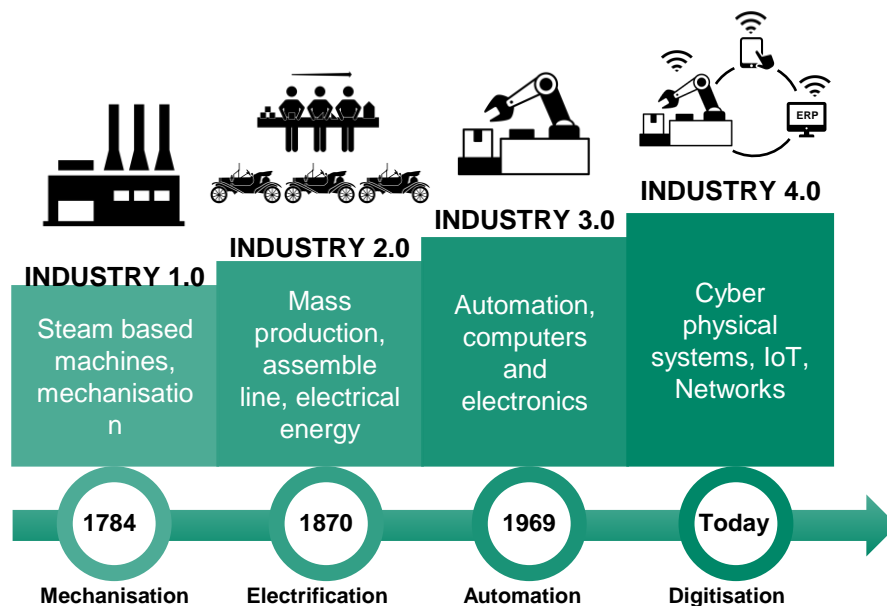 ERP
INDUSTRY 4.0
INDUSTRY 3.0
INDUSTRY 2.0
INDUSTRY 1.0
Steam based
machines,
mechanisatio
n
Mass
production,
assemble
line, electrical
energy
Automation,
computers
and
electronics
Cyber
physical
systems, IoT,
Networks
1784
1870
1969
Today
Mechanisation
Electrification
Automation
Digitisation